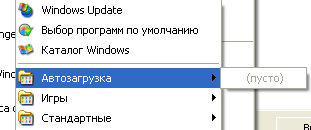 Windows Update
Выбор программ по умолчанию
Каталог Windows
Автозагрузка
(пусто)
Игры
Стандартные